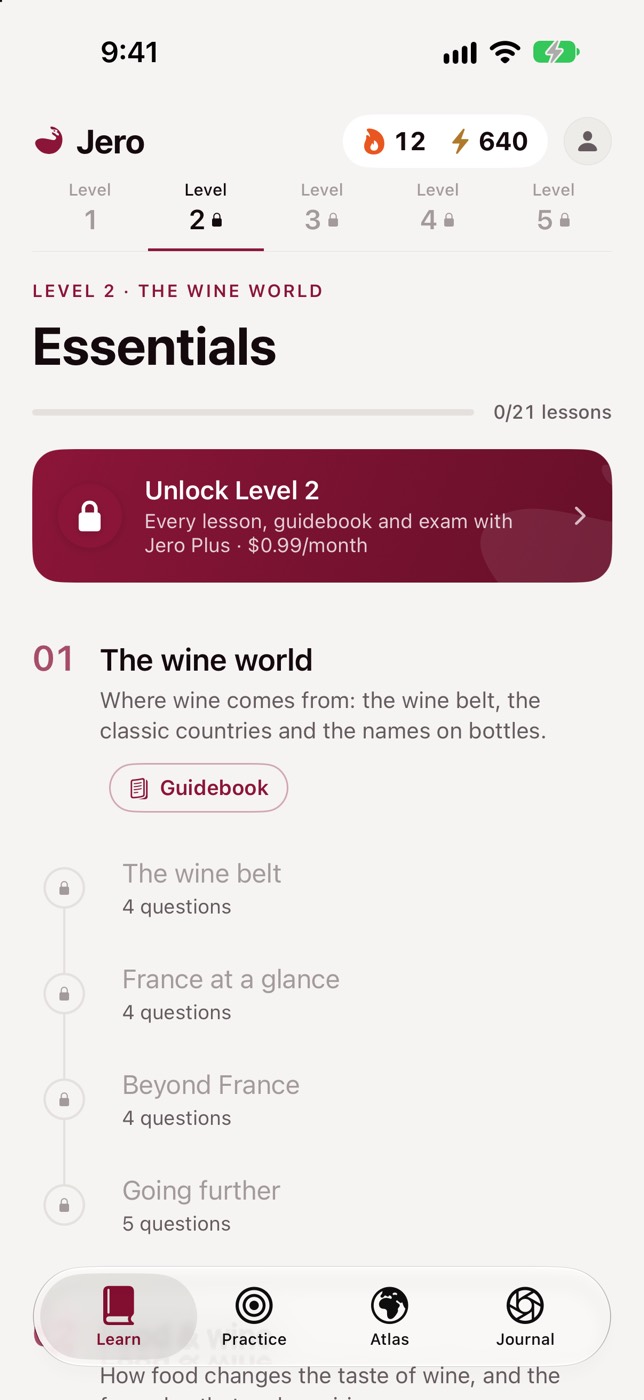 9:41
Jero
12
640
Level
1
Level
2
Level
3
Level
4
Level
5
LEVEL 2 · THE WINE WORLD
Essentials
0/21 lessons
Unlock Level 2
Every lesson, guidebook and exam with
Jero Plus · $0.99/month
01
The wine world
Where wine comes from: the wine belt, the
classic countries and the names on bottles.
Guidebook
The wine belt
4 questions
France at a glance
4 questions
Beyond France
4 questions
Going further
5 questions
Learn
Practice
Atlas
Journal
How food changes the taste of wine, and the